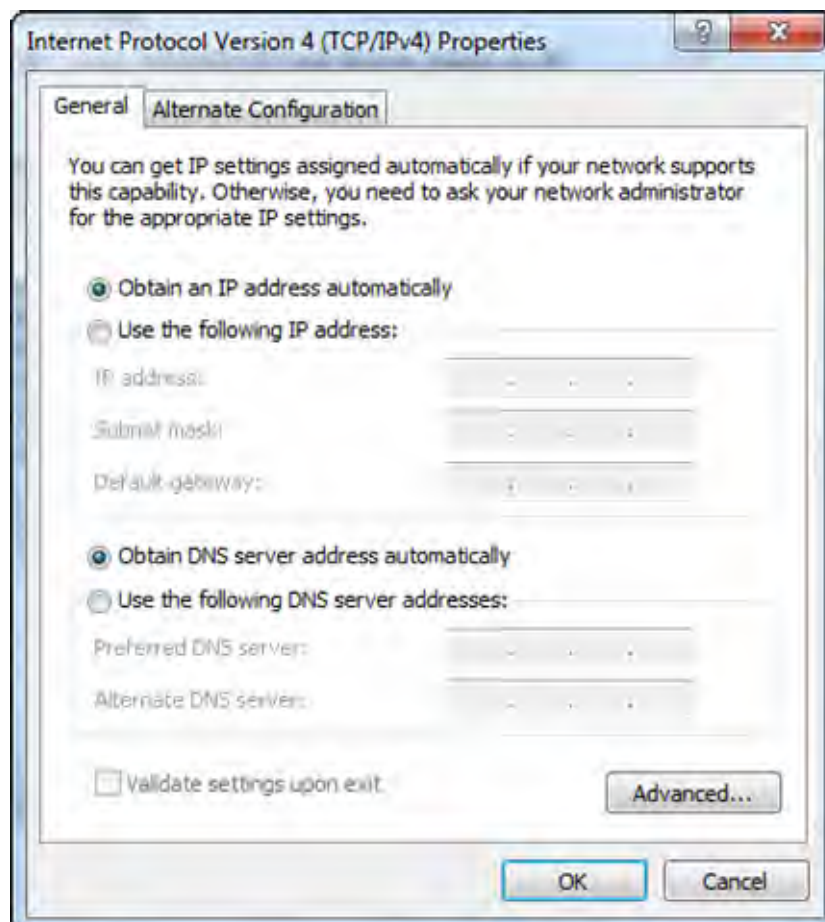 Internet Protocol Version 4 (TCP/IPv4) Properties
General
Alternate Configuration
You can get IP settings assigned automatically if your network supports
this capability. Otherwise, you need to ask your network administrator
for the appropriate IP settings.
Obtain an IP address automatically
Use the following IP address:
IP address:
Subnet mask:
Default gateway:
Obtain DNS server address automatically
Use the following DNS server addresses:
Preferred DNS server:
Alternate DNS server:
Validate settings upon exit
Advanced...
OK
Cancel